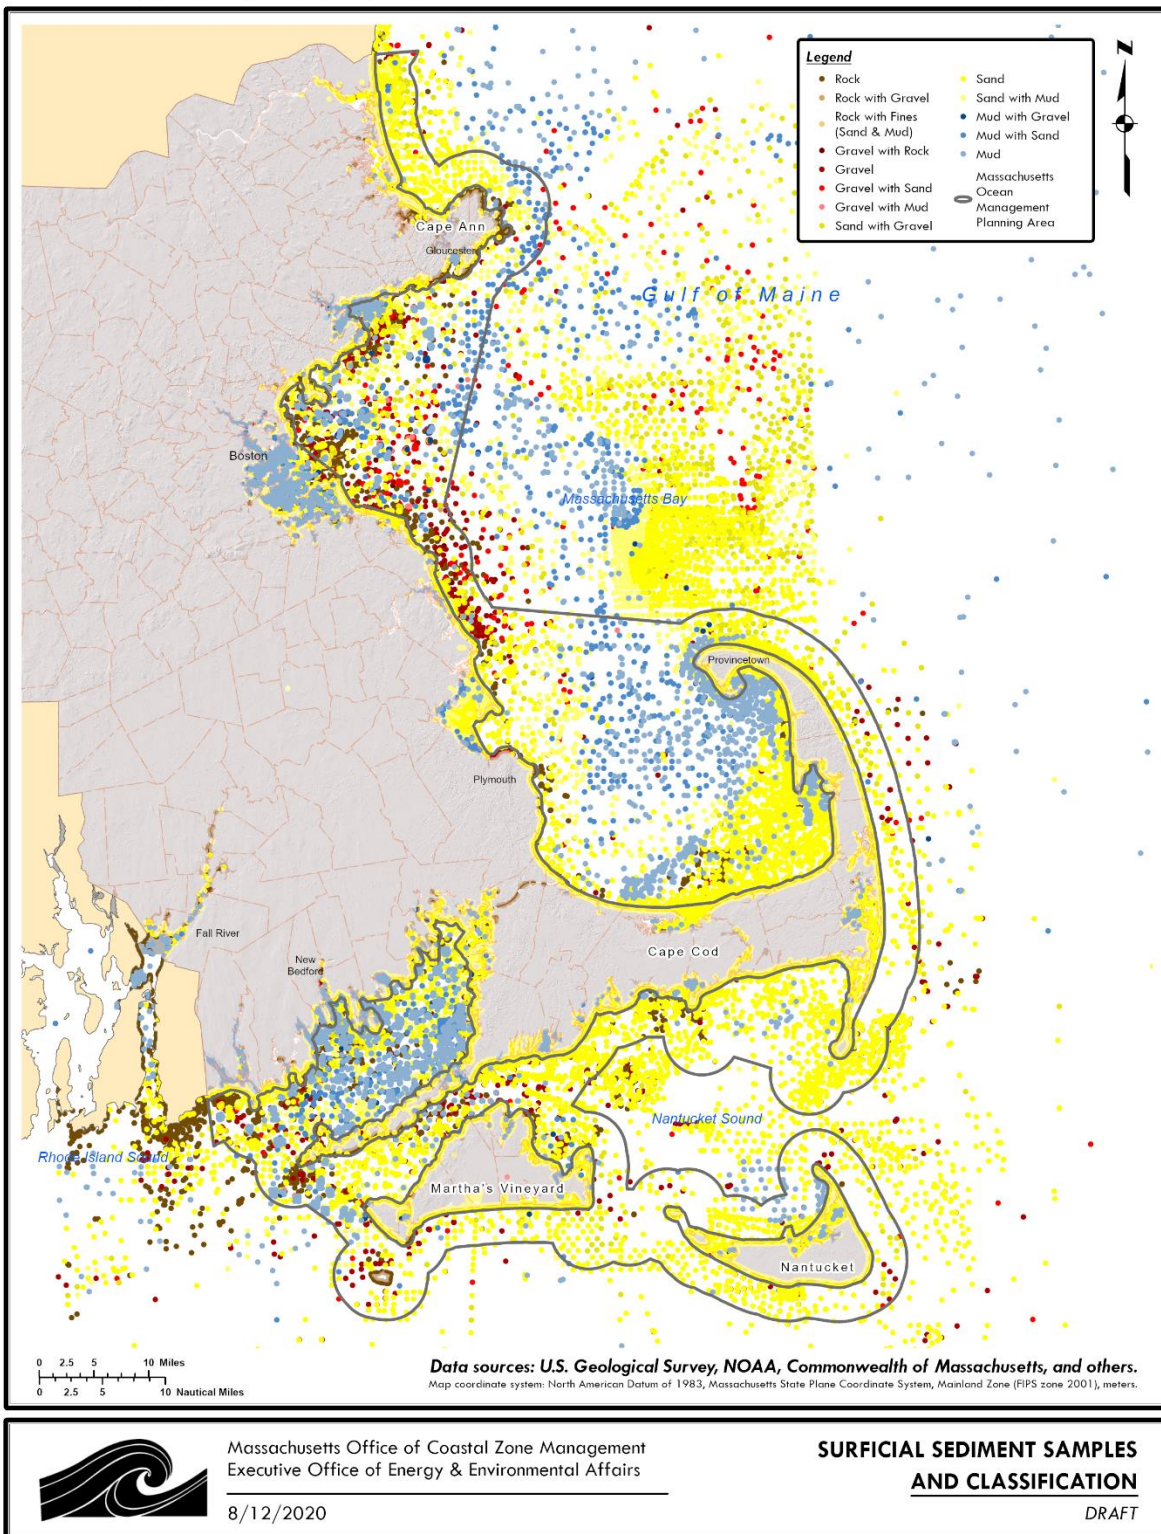 Legend
Rock
Rock with Gravel
Rock with Fines
(Sand & Mud)
Gravel with Rock
Gravel
Gravel with Sand
Gravel with Mud
Sand with Gravel
Sand
Sand with Mud
Mud with Gravel
Mud with Sand
Mud
Massachusetts
Ocean
Management
Planning Area
N
Cape Ann
Gloucester
Gulf of Maine
Boston
Massachusetts Bay
Provincetown
Plymouth
Fall River
New
Bedford
Cape Cod
Nantucket Sound
Rhode Island Sound
Martha's Vineyard
Nantucket
0 2.5 5 10 Miles
0 2.5 5 10 Nautical Miles
Data sources: U.S. Geological Survey, NOAA, Commonwealth of Massachusetts, and others.
Map coordinate system: North American Datum of 1983, Massachusetts State Plane Coordinate System, Mainland Zone (FIPS zone 2001), meters.
Massachusetts Office of Coastal Zone Management
Executive Office of Energy & Environmental Affairs
8/12/2020
SURFICIAL SEDIMENT SAMPLES
AND CLASSIFICATION
DRAFT